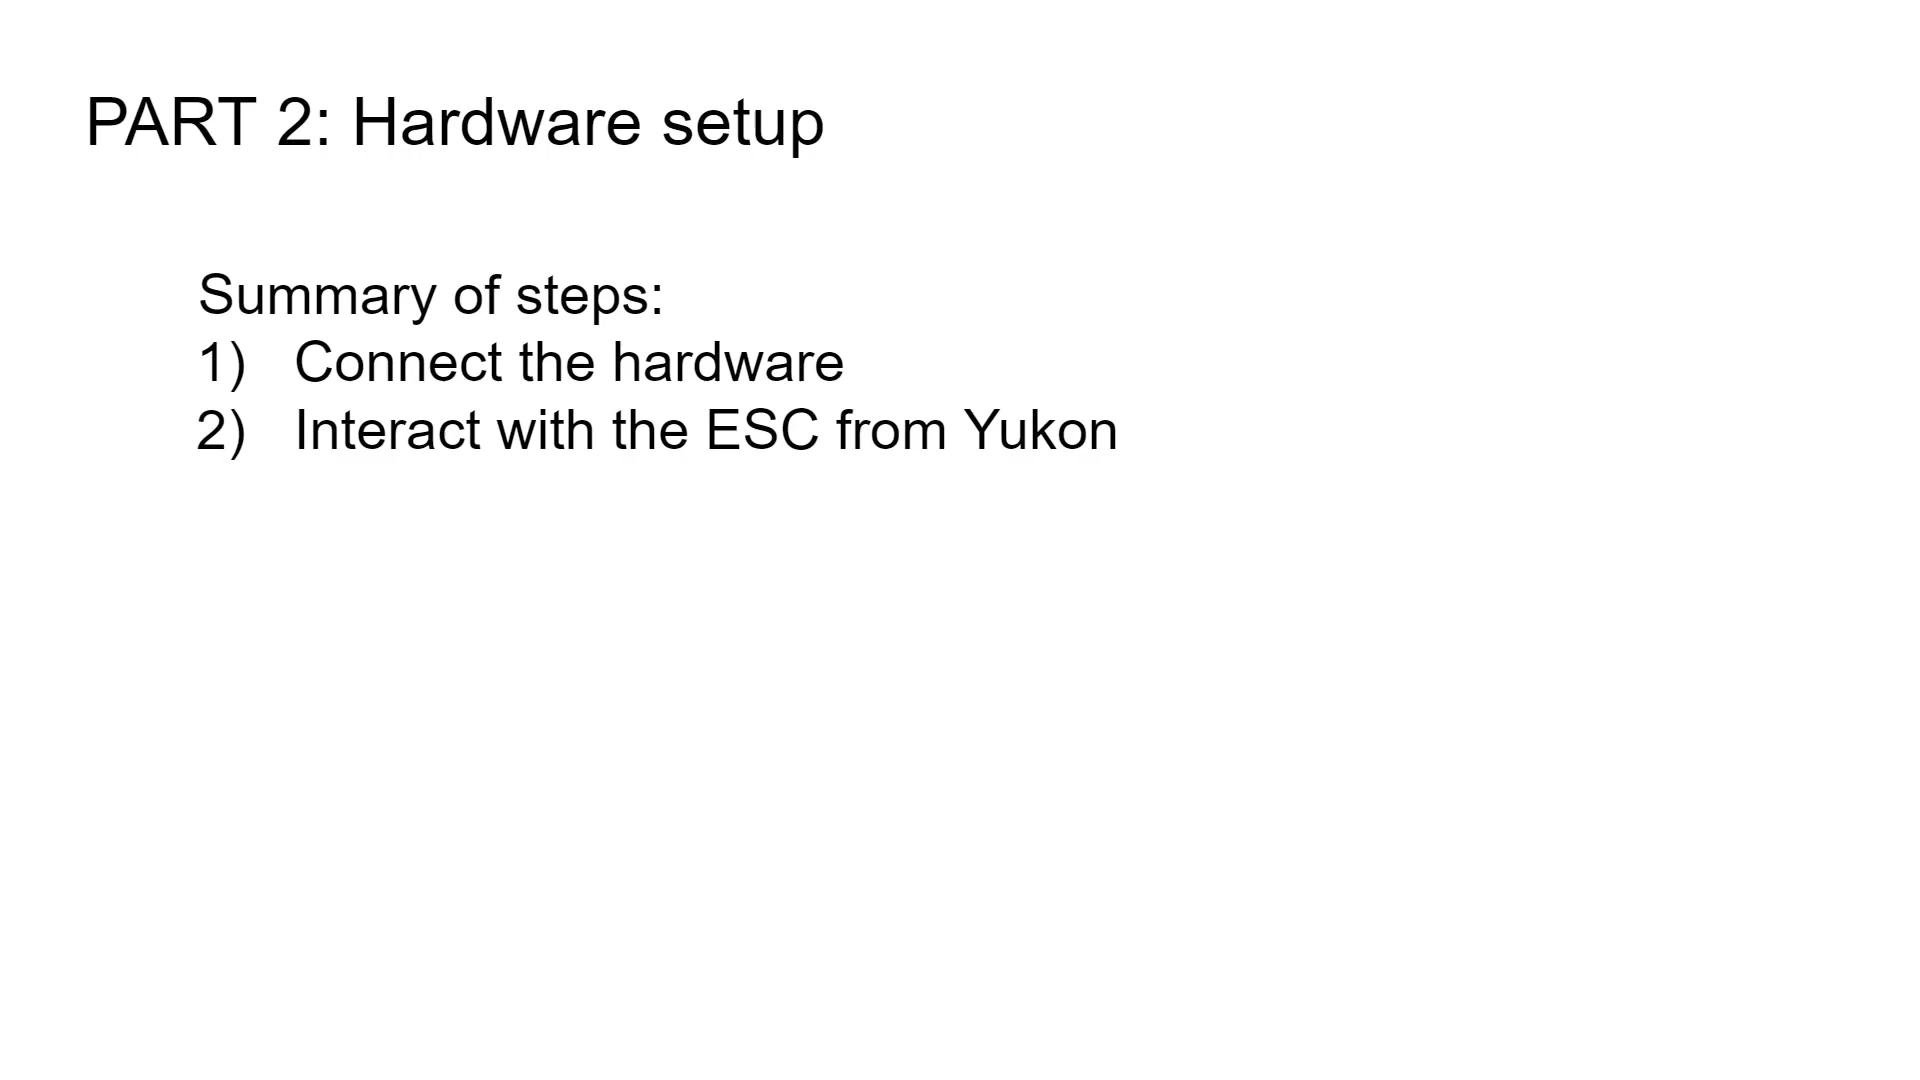 PART 2: Hardware setup
Summary of steps:
1) Connect the hardware
2) Interact with the ESC from Yukon